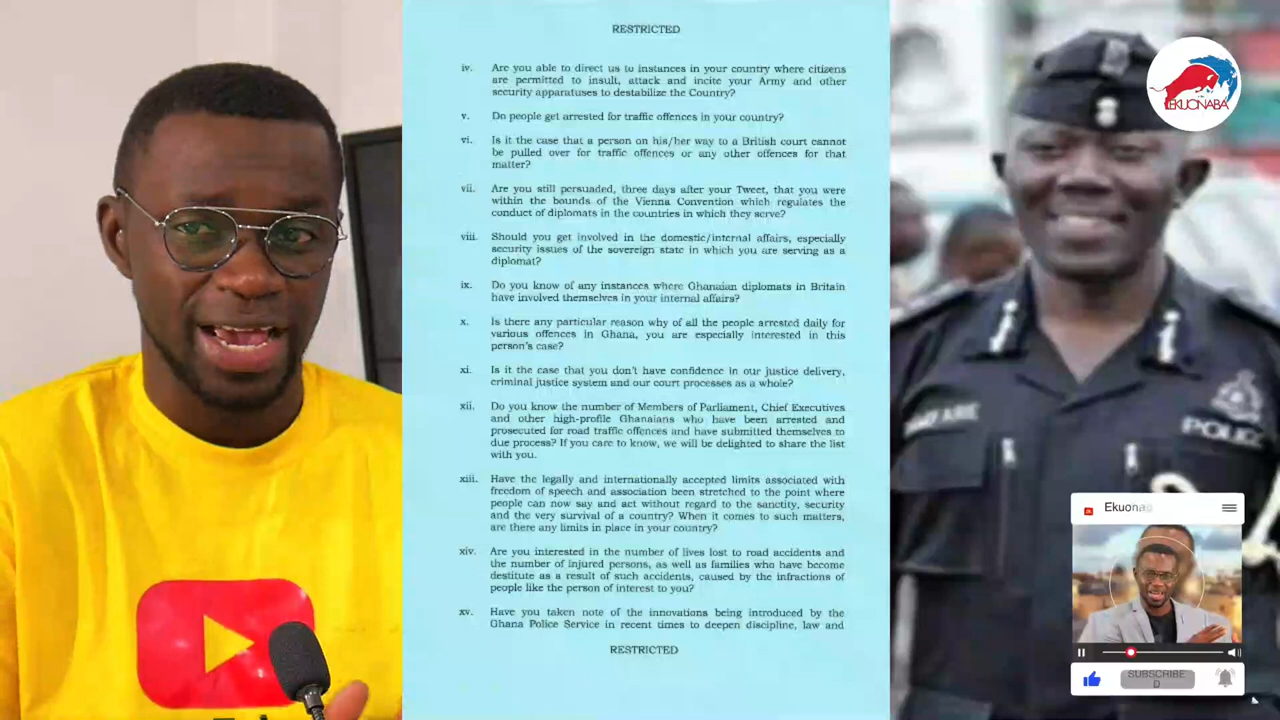 RESTRICTED
iv. Are you able to direct us to instances in your country where citizens
are permitted to insult, attack and incite your Army and other
security apparatuses to destabilize the Country?
v. Do people get arrested for traffic offences in your country?
vi. Is it the case that a person on his/her way to a British court cannot
be pulled over for traffic offences or any other offences for that
matter?
vii. Are you still persuaded, three days after your Tweet, that you were
within the bounds of the Vienna Convention which regulates the
conduct of diplomats in the countries in which they serve?
viii. Should you get involved in the domestic/internal affairs, especially
security issues of the sovereign state in which you are serving as a
diplomat?
ix. Do you know of any instances where Ghanaian diplomats in Britain
have involved themselves in your internal affairs?
x. Is there any particular reason why of all the people arrested daily for
various offences in Ghana, you are especially interested in this
person's case?
xi. Is it the case that you don't have confidence in our justice delivery,
criminal justice system and our court processes as a whole?
xii. Do you know the number of Members of Parliament, Chief Executives
and other high-profile Ghanaians who have been arrested and
prosecuted for road traffic offences and have submitted themselves to
due process? If you care to know, we will be delighted to share the list
with you.
xiii. Have the legally and internationally accepted limits associated with
freedom of speech and association been stretched to the point where
people can now say and act without regard to the sanctity, security
and the very survival of a country? When it comes to such matters,
are there any limits in place in your country?
xiv. Are you interested in the number of lives lost to road accidents and
the number of injured persons, as well as families who have become
destitute as a result of such accidents, caused by the infractions of
people like the person of interest to you?
xv. Have you taken note of the innovations being introduced by the
Ghana Police Service in recent times to deepen discipline, law and
RESTRICTED
EKUONABA
POLICE
Ekuona
SUBSCRIBE
D